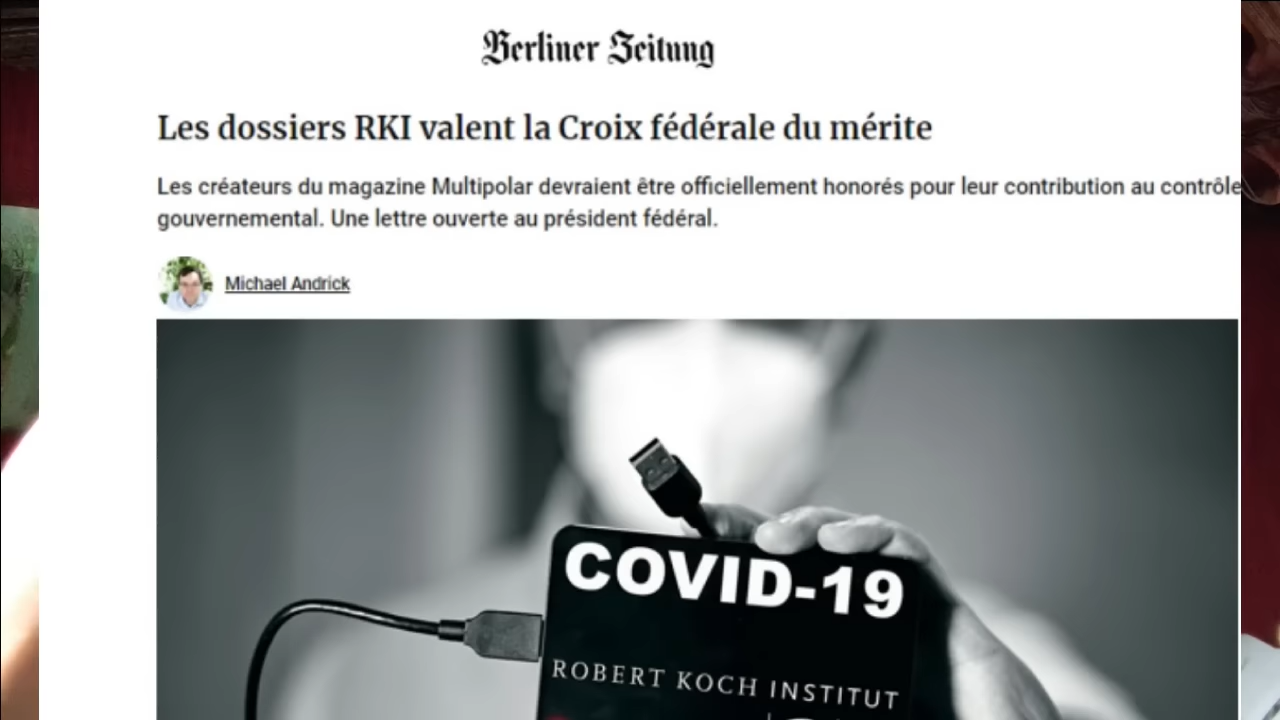 Berliner Zeitung
Les dossiers RKI valent la Croix fédérale du mérite
Les créateurs du magazine Multipolar devraient être officiellement honorés pour leur contribution au contrôle
gouvernemental. Une lettre ouverte au président fédéral.
Michael Andrick
COVID-19
ROBERT KOCH INSTITUT